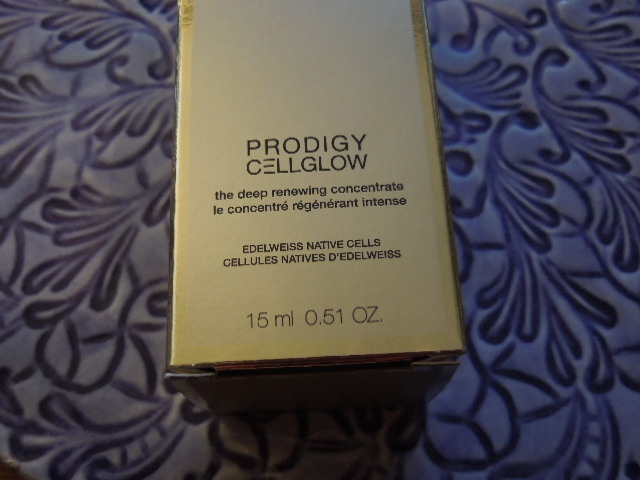 PRODIGY
CELLGLOW
the deep renewing concentrate
le concentré régénérant intense
EDELWEISS NATIVE CELLS
CELLULES NATIVES D'EDELWEISS
15 ml 0.51 OZ.